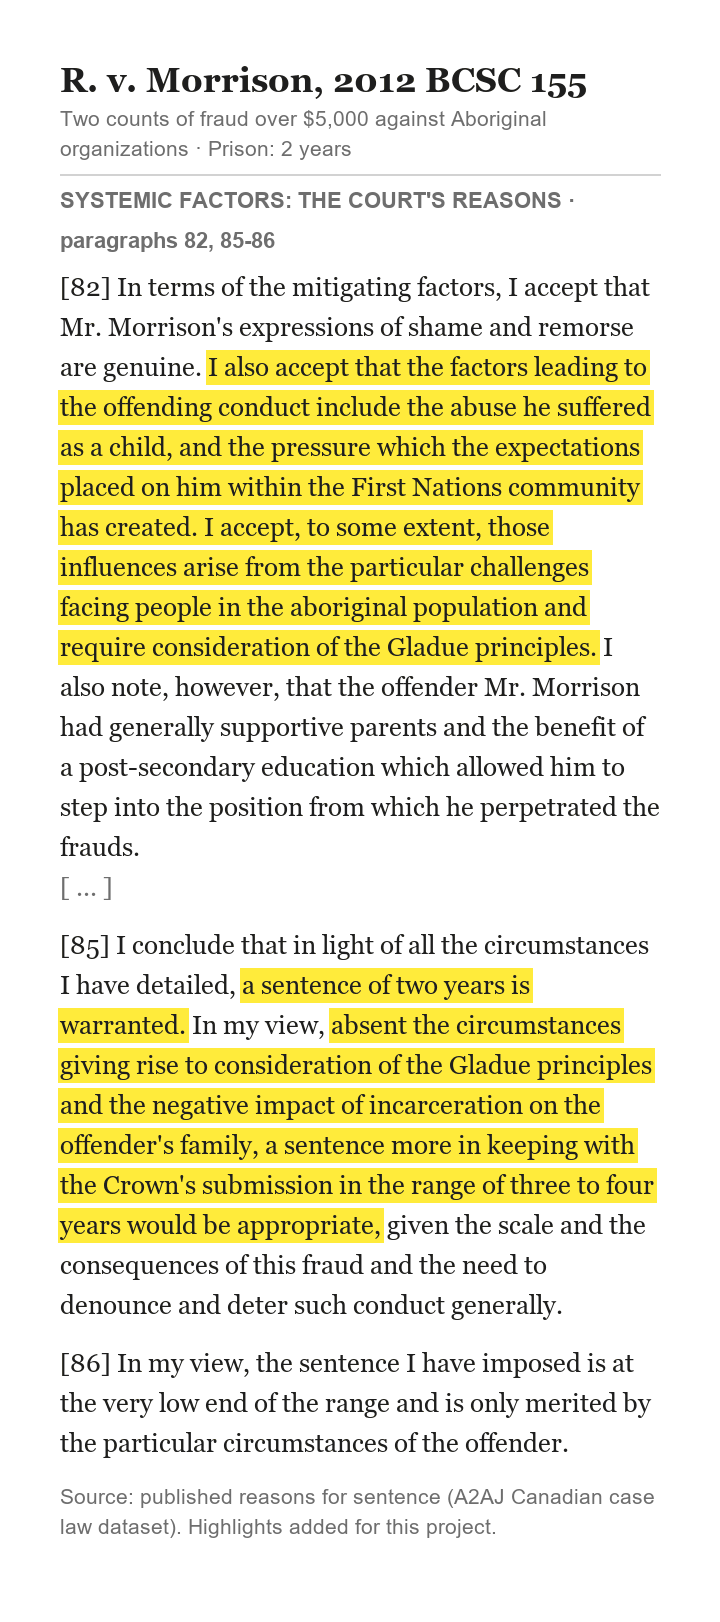 R. v. Morrison, 2012 BCSC 155
Two counts of fraud over $5,000 against Aboriginal
organizations · Prison: 2 years
SYSTEMIC FACTORS: THE COURT'S REASONS ·
paragraphs 82, 85-86
[82] In terms of the mitigating factors, I accept that
Mr. Morrison's expressions of shame and remorse
are genuine. I also accept that the factors leading to
the offending conduct include the abuse he suffered
as a child, and the pressure which the expectations
placed on him within the First Nations community
has created. I accept, to some extent, those
influences arise from the particular challenges
facing people in the aboriginal population and
require consideration of the Gladue principles. I
also note, however, that the offender Mr. Morrison
had generally supportive parents and the benefit of
a post-secondary education which allowed him to
step into the position from which he perpetrated the
frauds.
[ ... ]
[85] I conclude that in light of all the circumstances
I have detailed, a sentence of two years is
warranted. In my view, absent the circumstances
giving rise to consideration of the Gladue principles
and the negative impact of incarceration on the
offender's family, a sentence more in keeping with
the Crown's submission in the range of three to four
years would be appropriate, given the scale and the
consequences of this fraud and the need to
denounce and deter such conduct generally.
[86] In my view, the sentence I have imposed is at
the very low end of the range and is only merited by
the particular circumstances of the offender.
Source: published reasons for sentence (A2AJ Canadian case
law dataset). Highlights added for this project.